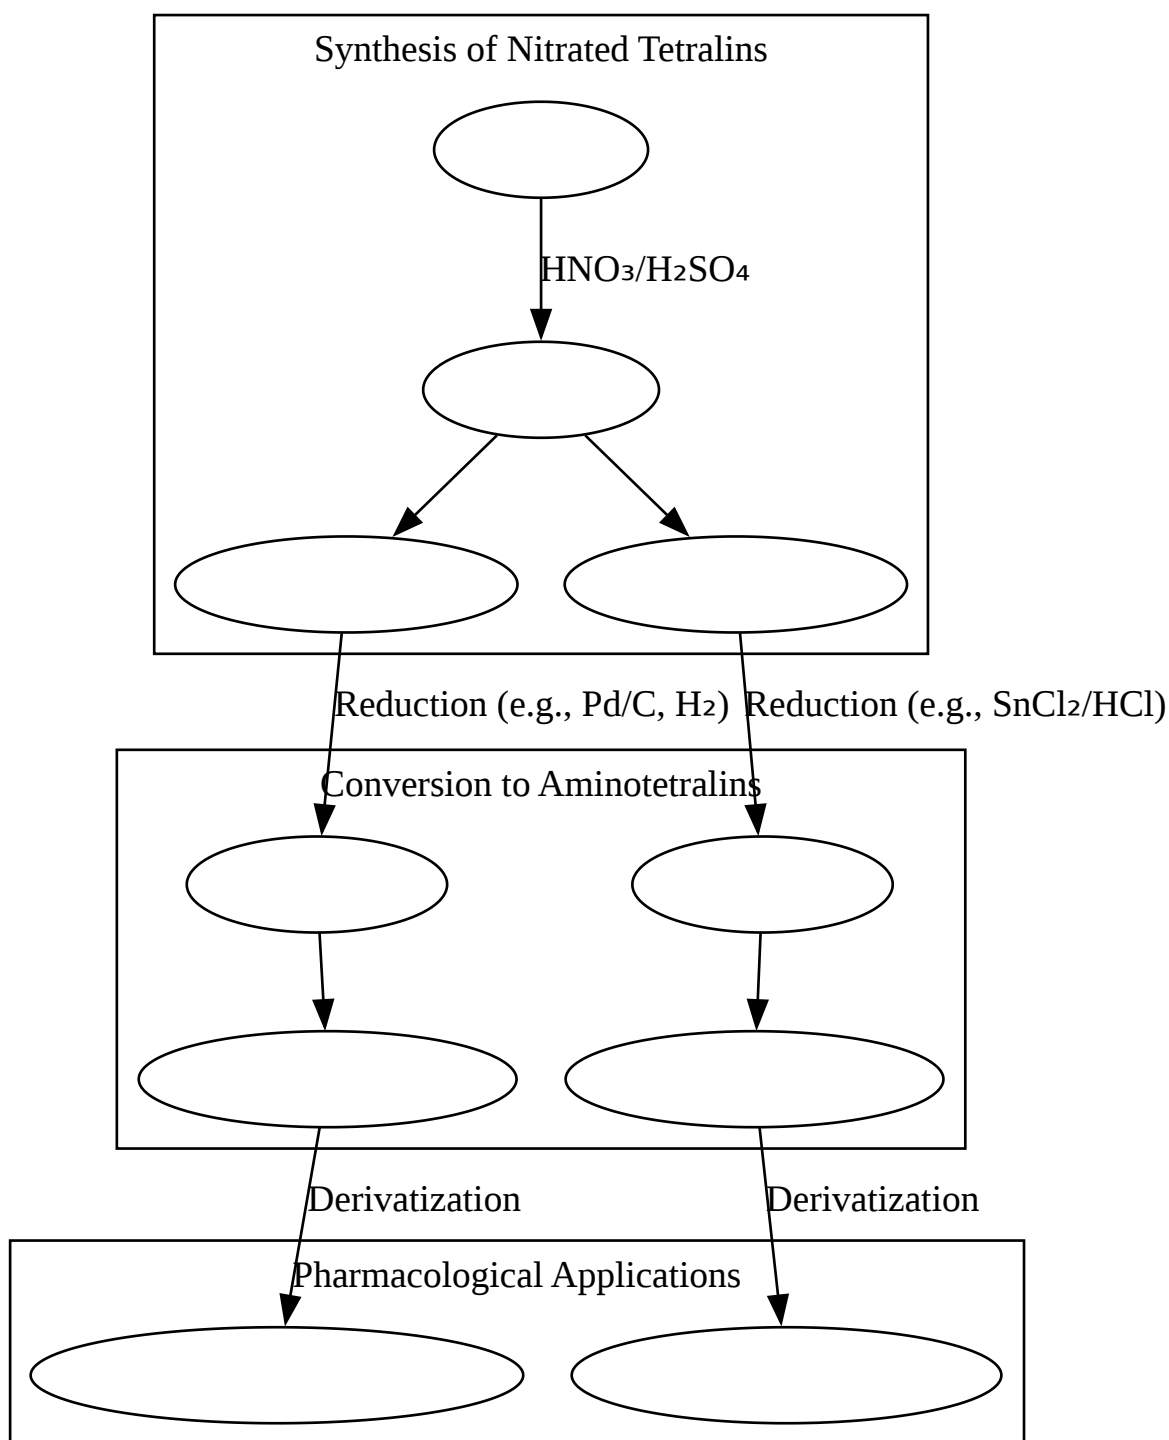 Synthesis of Nitrated Tetralins
HNO₃/H₂SO₄
Reduction (e.g., Pd/C, H₂)
Reduction (e.g., SnCl₂/HCl)
Conversion to Aminotetralins
Derivatization
Derivatization
Pharmacological Applications